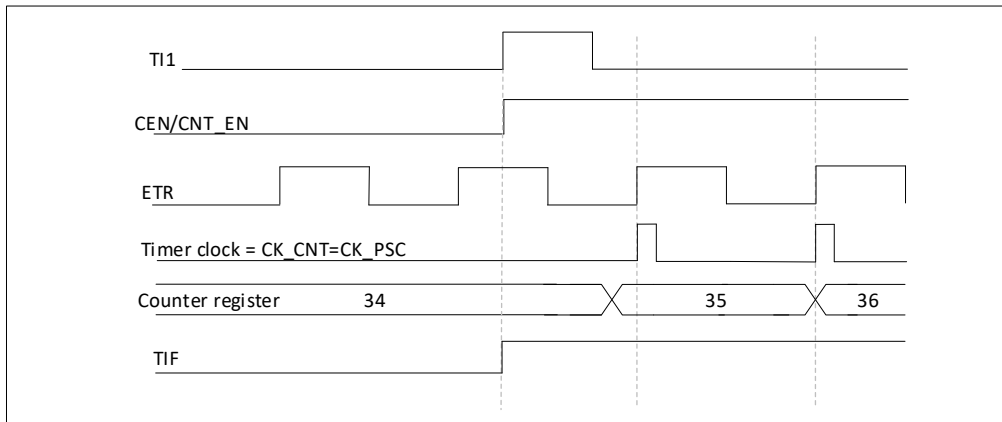 TI1
CEN/CNT_EN
ETR
Timer clock = CK_CNT=CK_PSC
Counter register 34 35 36
TIF